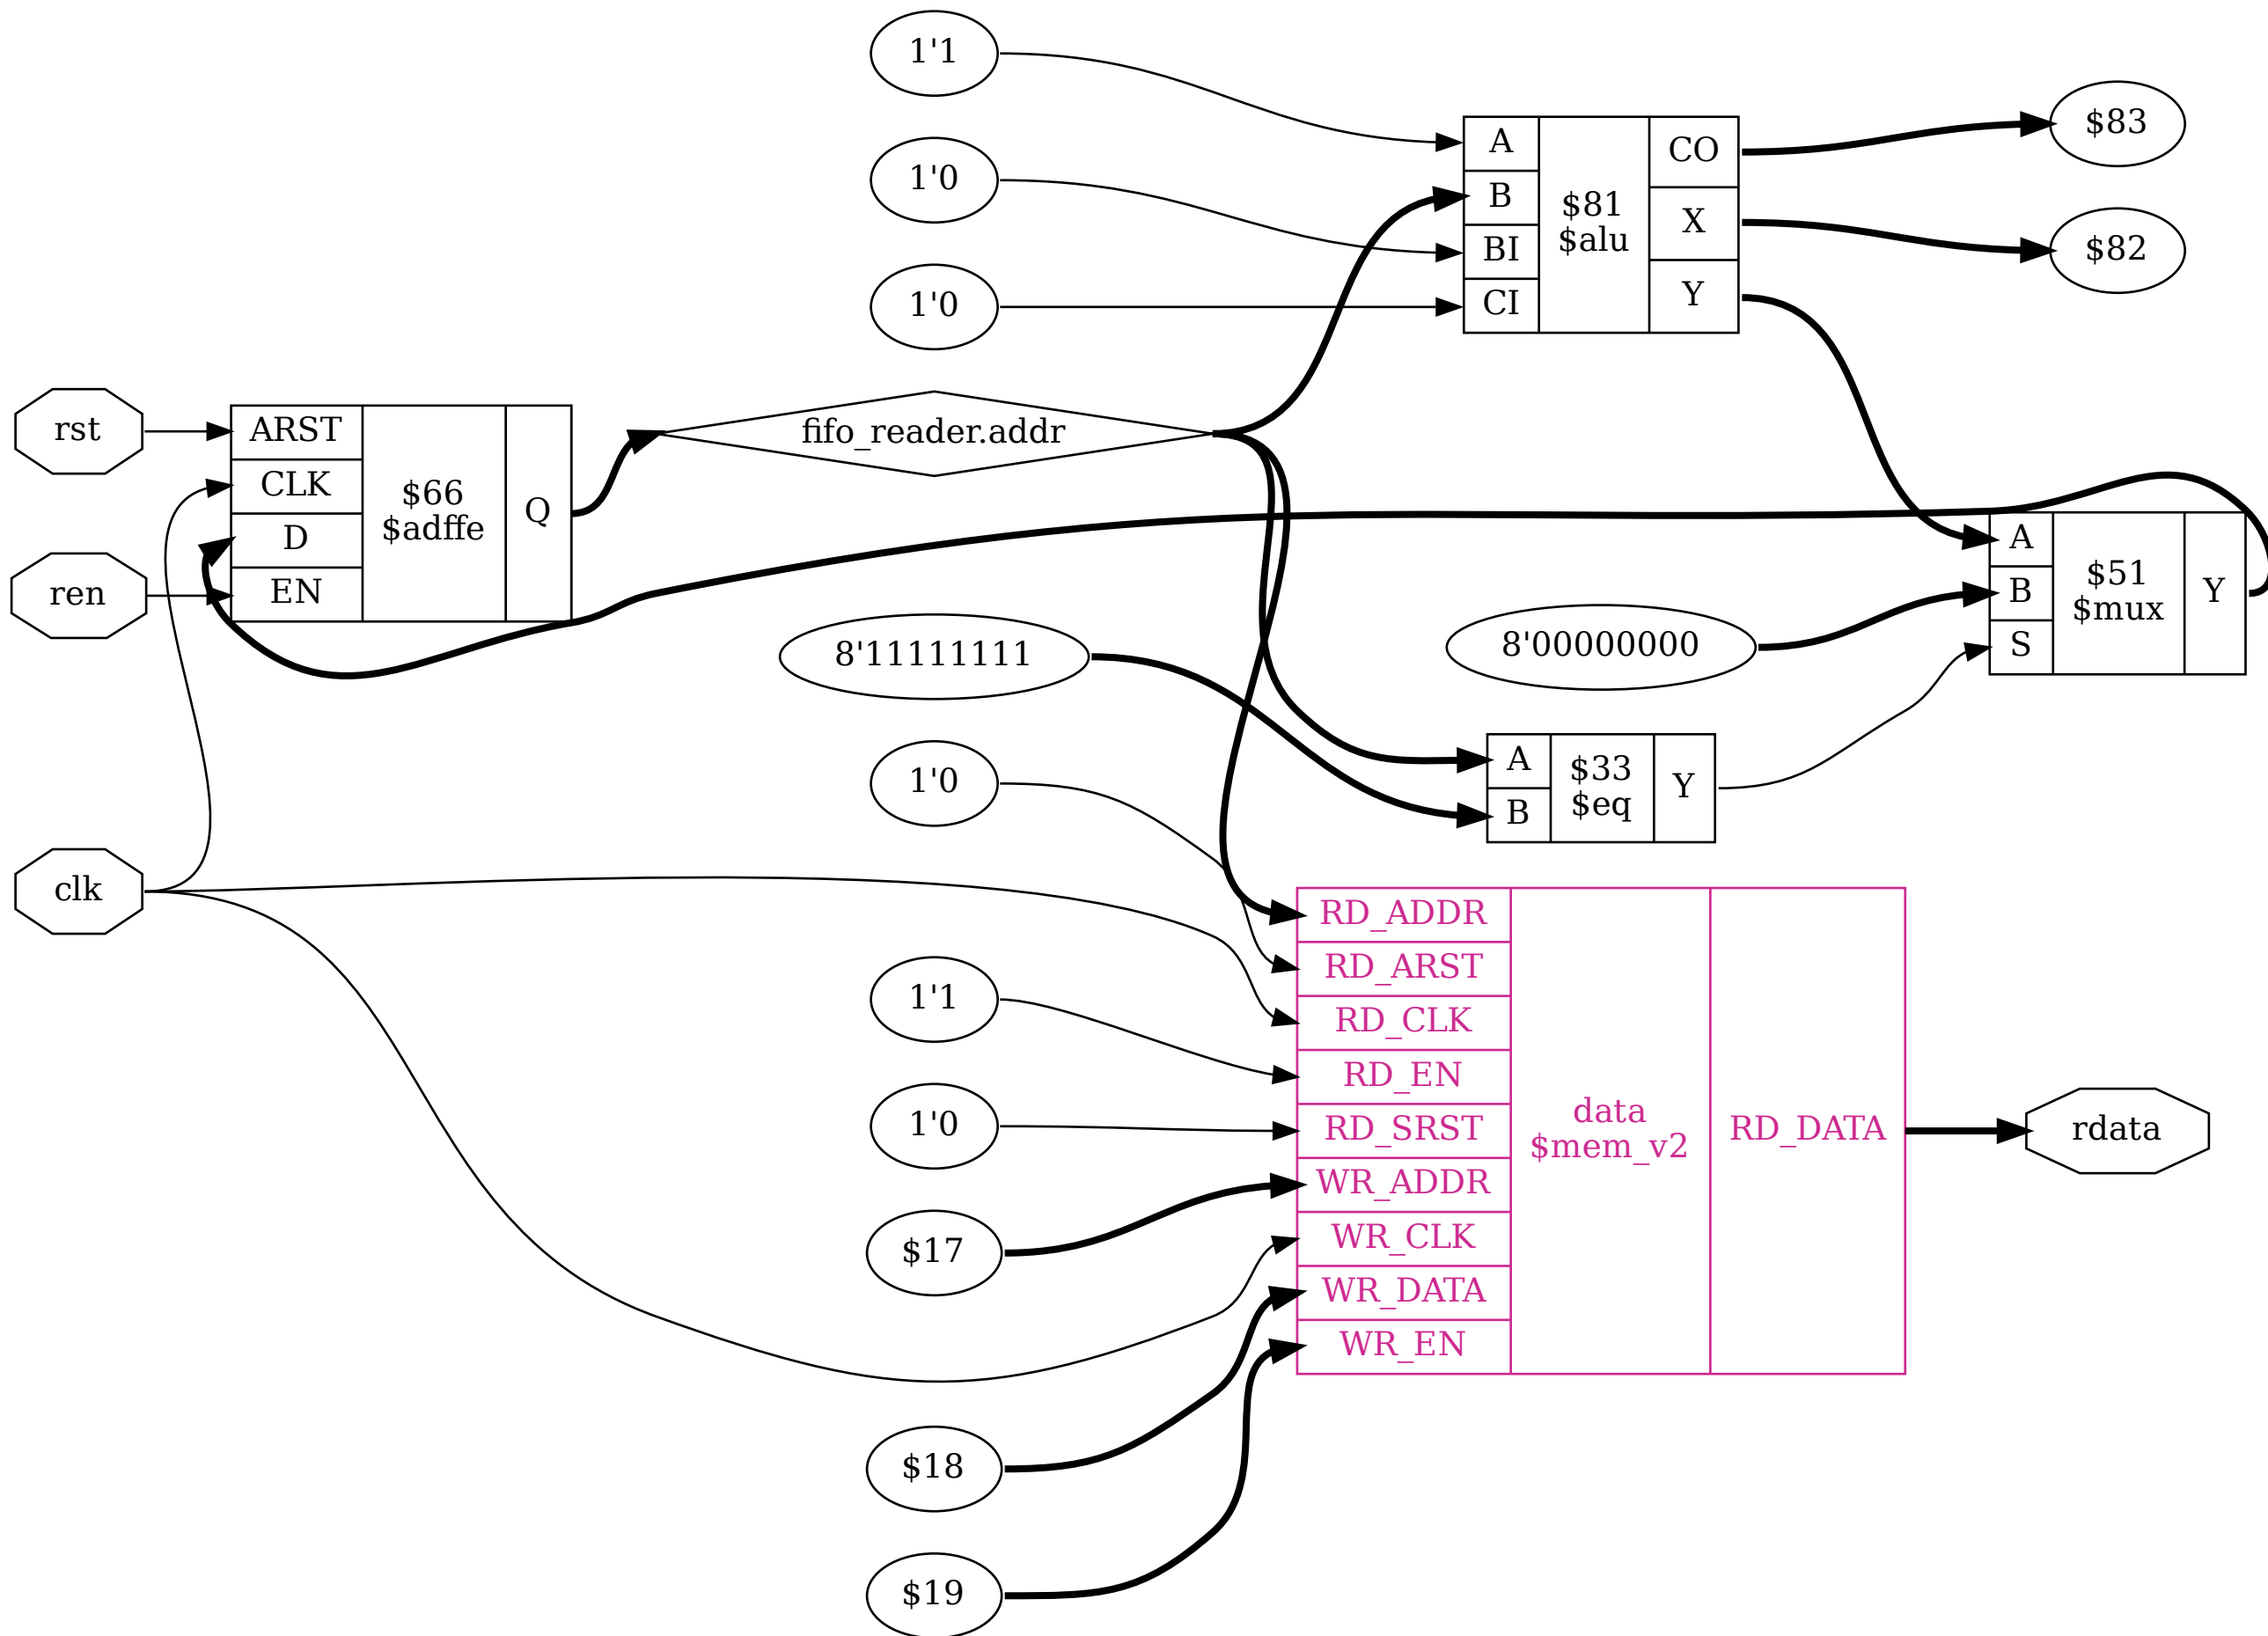 1'1
1'0
1'0
A
B
BI
CI
$81
$alu
CO
X
Y
$83
$82
rst
ren
clk
ARST
CLK
D
EN
$66
$adffe
Q
fifo_reader.addr
8'11111111
8'00000000
A
B
S
$51
$mux
Y
A
B
$33
$eq
Y
1'0
1'1
1'0
$17
$18
$19
RD_ADDR
RD_ARST
RD_CLK
RD_EN
RD_SRST
WR_ADDR
WR_CLK
WR_DATA
WR_EN
data
$mem_v2
RD_DATA
rdata